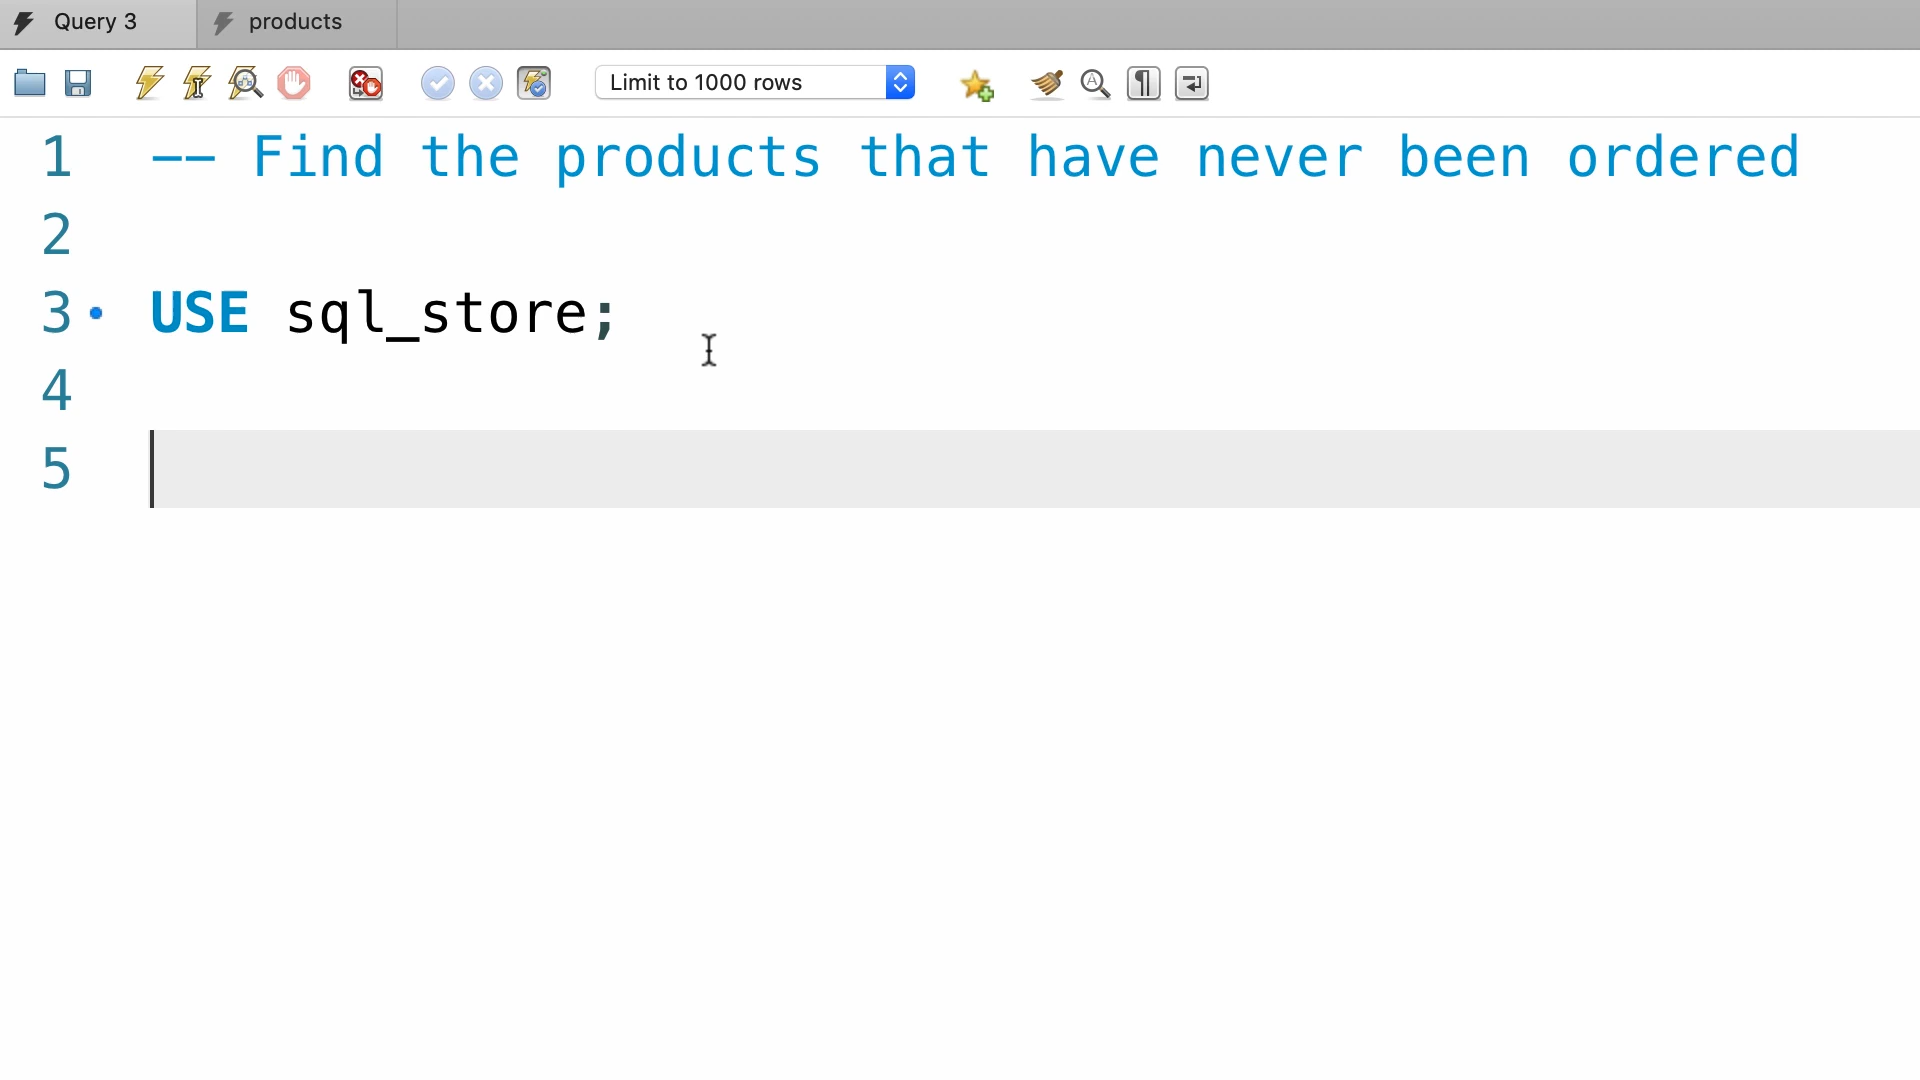 Query 3
products
Limit to 1000 rows
1 -- Find the products that have never been ordered
2
3 USE sql_store;
4
5